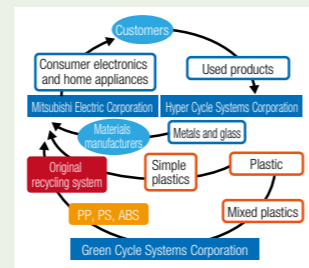 Customers
Consumer electronics
and home appliances
Used products
Mitsubishi Electric Corporation
Hyper Cycle Systems Corporation
Materials
manufacturers
Metals and glass
Original
recycling system
Simple
plastics
Plastic
PP, PS, ABS
Mixed plastics
Green Cycle Systems Corporation